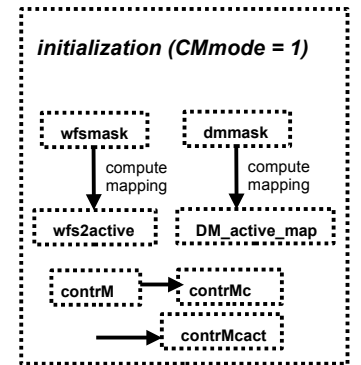 initialization (CMmode = 1)
wfsmask dmmask
compute mapping compute mapping
wfs2active DM_active_map
contrM contrMc
contrMcact